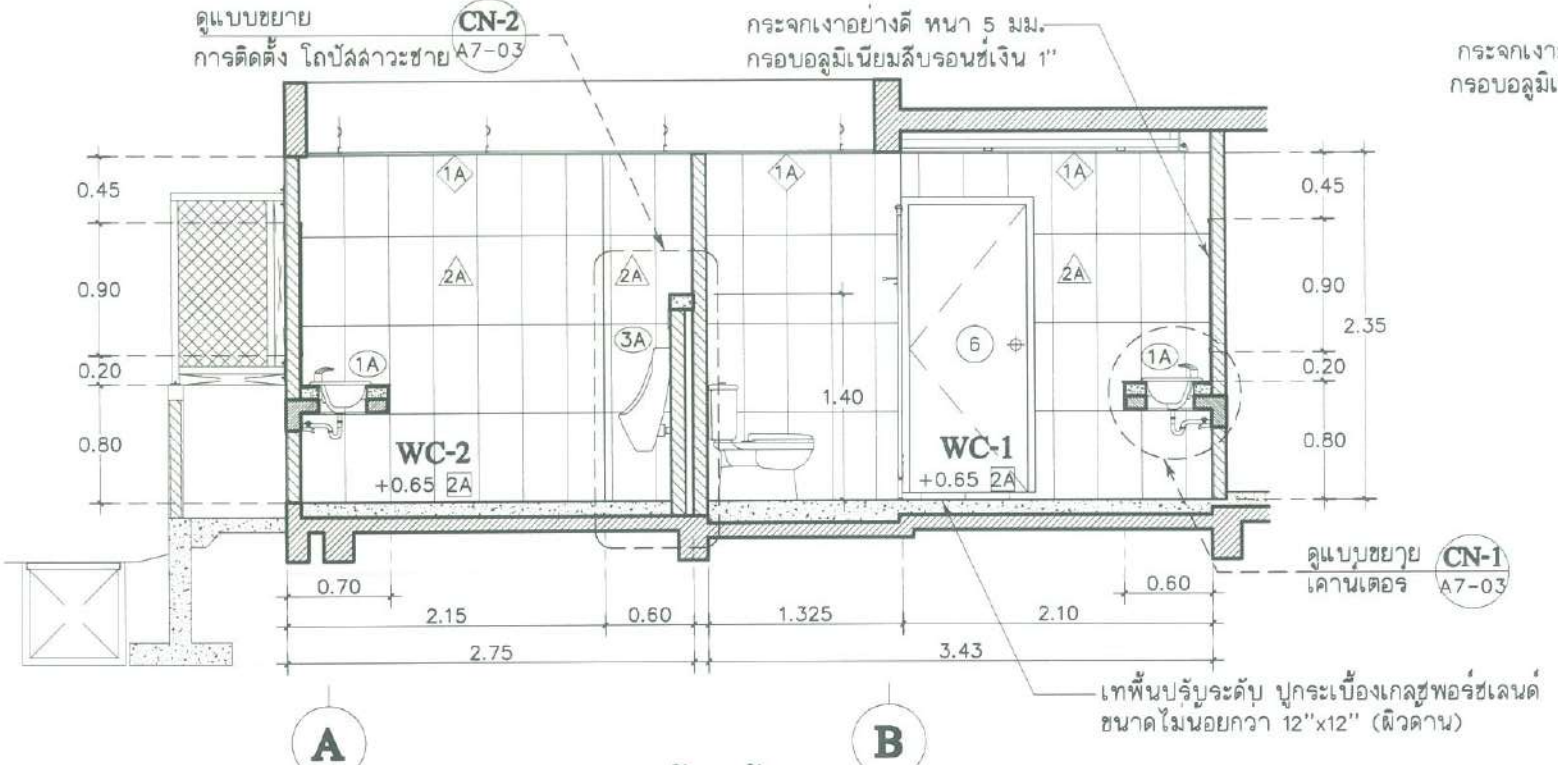 ดูแบบขยาย
การติดตั้ง โถปัสสาวะชาย
CN-2
A7-03
กระจกเงาอย่างดี หนา 5 มม.
กรอบอลูมิเนียมสีบรอนซ์เงิน 1"
กระจกเงา
กรอบอลูมิเ
1A
1A
1A
0.45
0.45
2A
2A
2A
0.90
0.90
2.35
3A
6
1A
1A
0.20
0.20
1.40
0.80
0.80
WC-2
+0.65 2A
WC-1
+0.65 2A
ดูแบบขยาย
เคาน์เตอร์
CN-1
A7-03
0.70
0.60
2.15
0.60
1.325
2.10
2.75
3.43
เทพื้นปรับระดับ ปูกระเบื้องเกลซพอร์ซเลนด์
ขนาดไม่น้อยกว่า 12"x12" (ผิวด้าน)
A
B